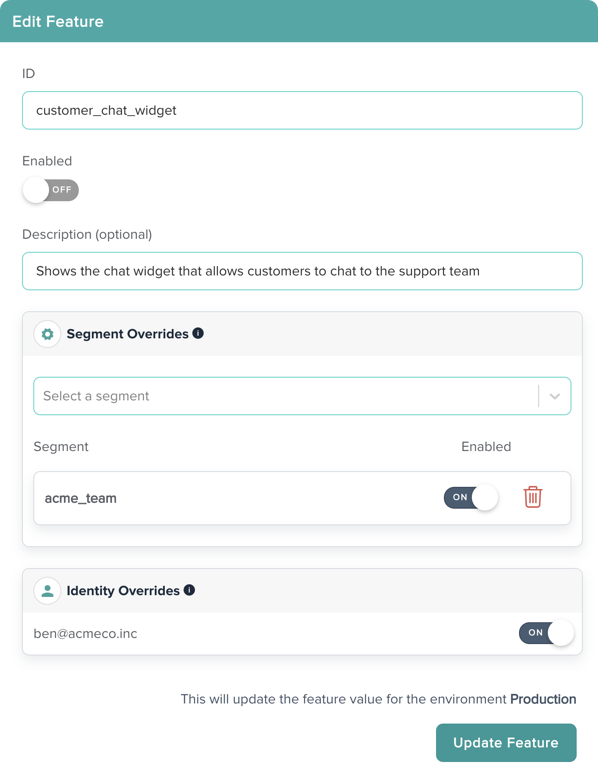 Edit Feature
ID
customer_chat_widget
Enabled
OFF
Description (optional)
Shows the chat widget that allows customers to chat to the support team
Segment Overrides
Select a segment
Segment Enabled
acme_team ON
Identity Overrides
ben@acmeco.inc ON
This will update the feature value for the environment Production
Update Feature